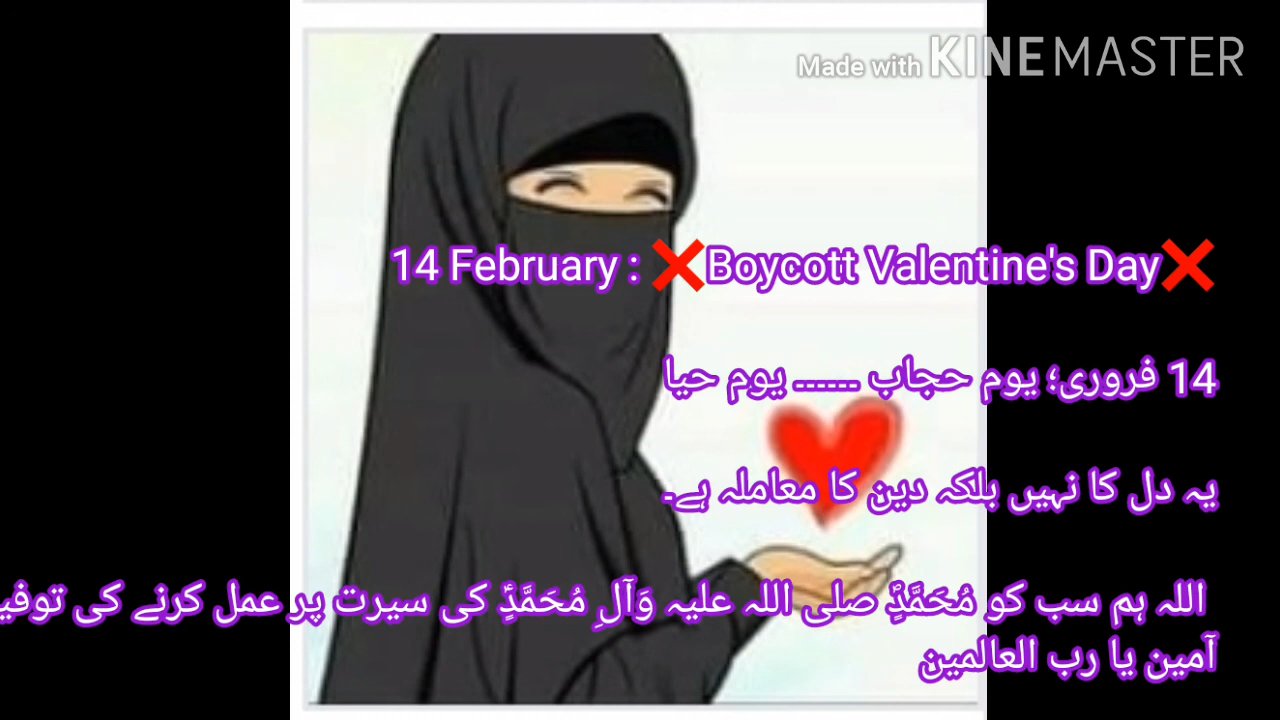 Made with KINEMASTER
14 February : ❌Boycott Valentine's Day❌
14 فروری؛ یوم حجاب ۔۔۔۔۔۔ یوم حیا
یہ دل کا نہیں بلکہ دین کا معاملہ ہے۔
اللہ ہم سب کو مُحَمَّدٍؐ صلی اللہ علیہ وَآلِ مُحَمَّدٍؑ کی سیرت پر عمل کرنے کی
آمین یا رب العالمین